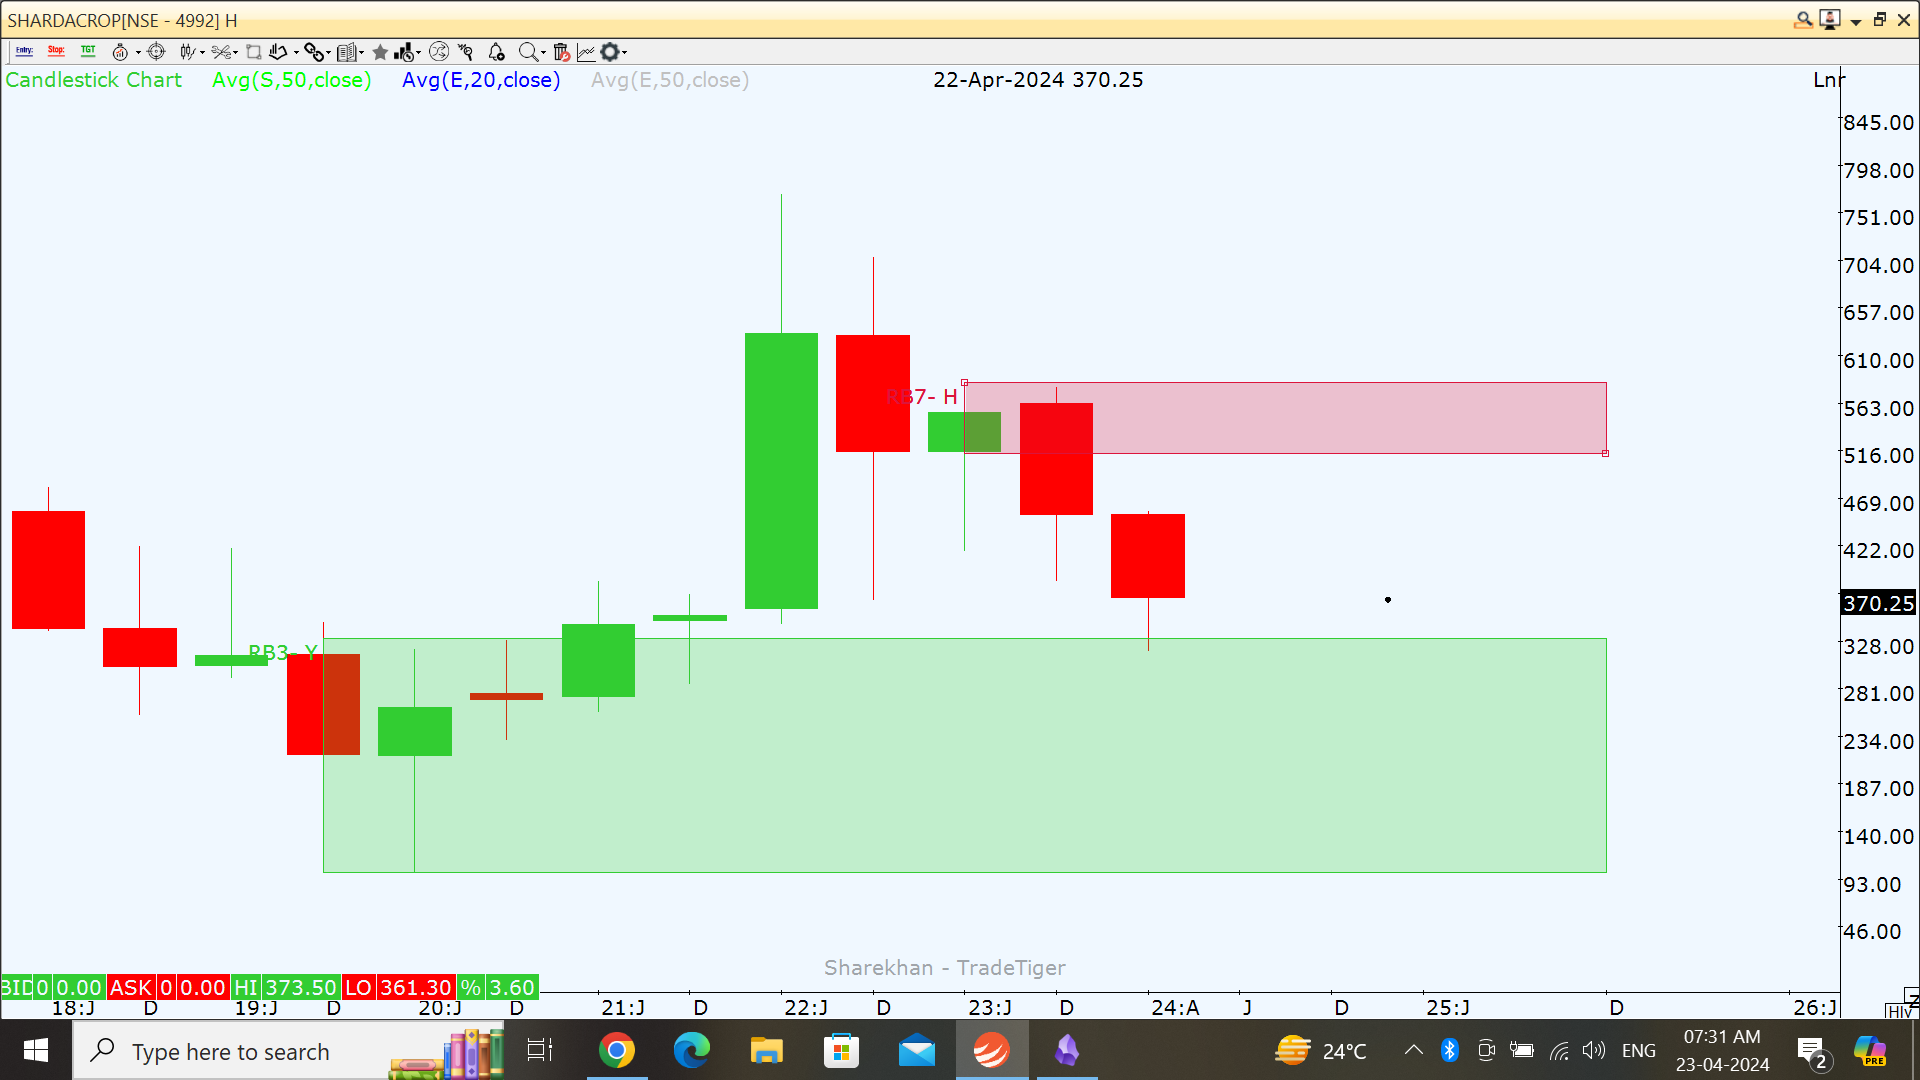 SHARDACROP[NSE - 4992] H
Entry: Stop: TGT
Candlestick Chart Avg(S,50,close) Avg(E,20,close) Avg(E,50,close) 22-Apr-2024 370.25 Lnr
845.00
798.00
751.00
704.00
657.00
610.00
RB7- H
563.00
516.00
469.00
422.00
370.25
328.00
RB3- Y
281.00
234.00
187.00
140.00
93.00
46.00
Sharekhan - TradeTiger
BID 0 0.00 ASK 0 0.00 HI 373.50 LO 361.30 % 3.60
18:J D 19:J D 20:J D 21:J D 22:J D 23:J D 24:A J D 25:J D 26:J
Z
Hlv
Type here to search
24°C
ENG
07:31 AM
23-04-2024
2
PRE